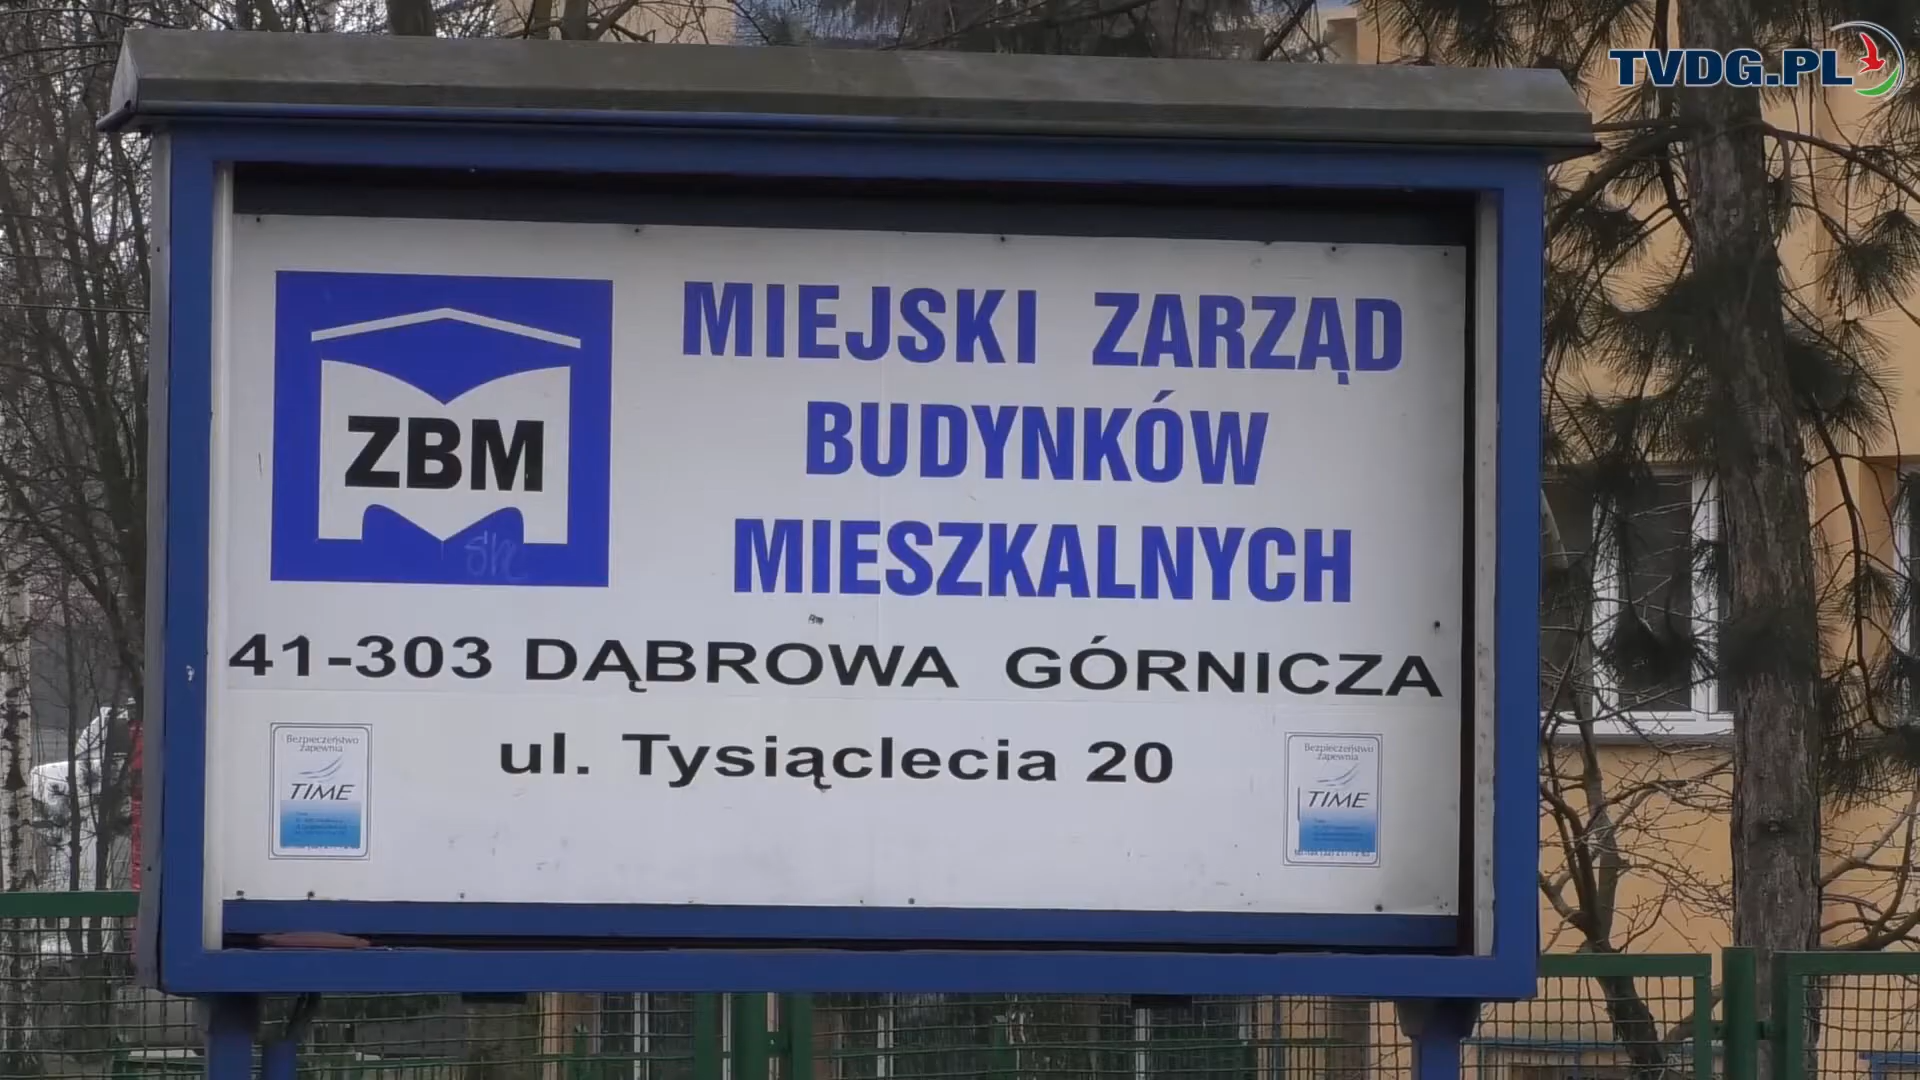 TVDG.PL
MIEJSKI ZARZĄD
BUDYNKÓW
MIESZKALNYCH
ZBM
41-303 DĄBROWA GÓRNICZA
ul. Tysiąclecia 20
Bezpieczeństwo
zapewnia
TIME
Bezpieczeństwo
zapewnia
TIME